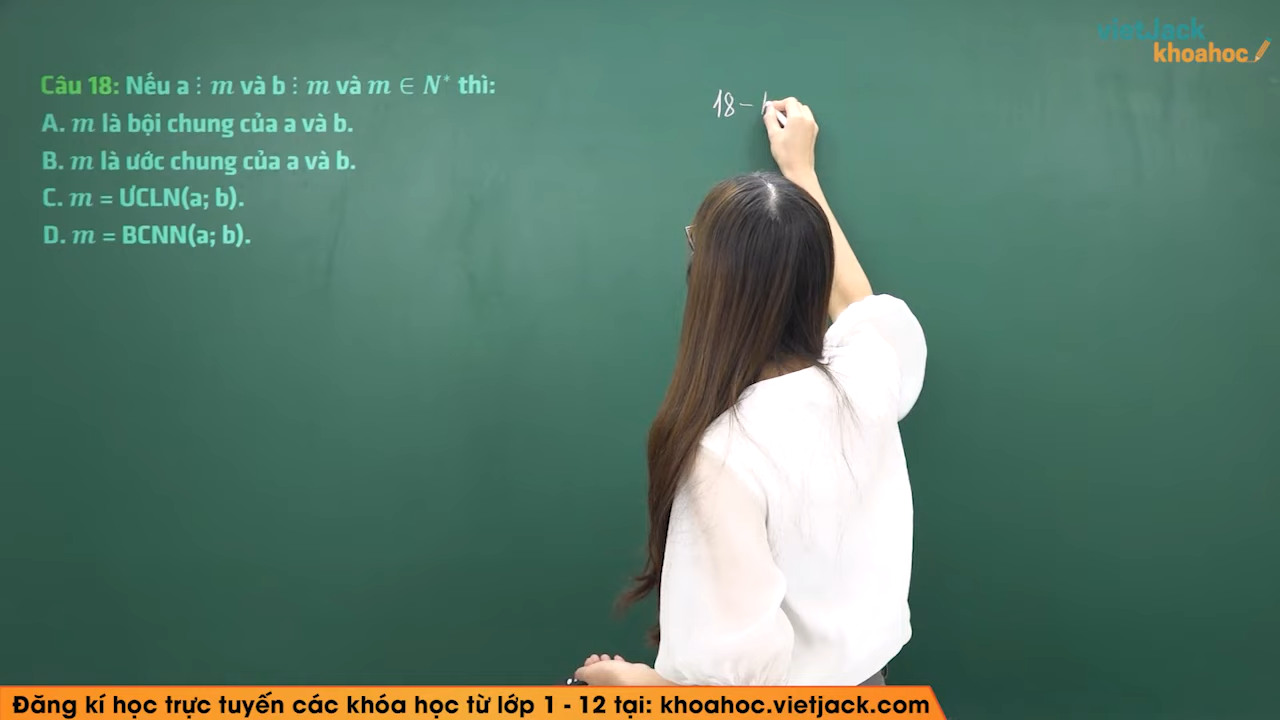 vietJack
khoahoc
Câu 18: Nếu a ⋮ m và b ⋮ m và m ∈ N* thì:
A. m là bội chung của a và b.
B. m là ước chung của a và b.
C. m = ƯCLN(a; b).
D. m = BCNN(a; b).
18 –
Đăng kí học trực tuyến các khóa học từ lớp 1 - 12 tại: khoahoc.vietjack.com